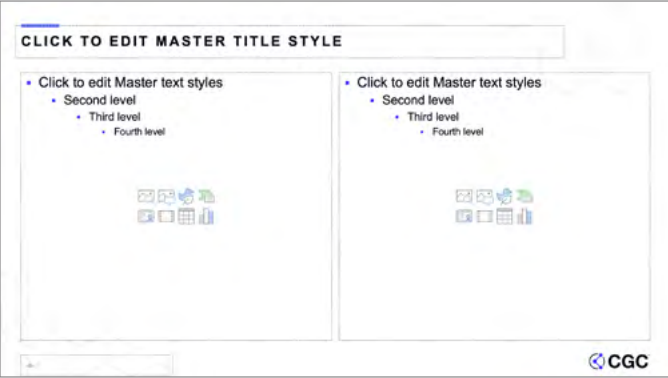 CLICK TO EDIT MASTER TITLE STYLE
Click to edit Master text styles
Second level
Third level
Fourth level
Click to edit Master text styles
Second level
Third level
Fourth level
CGC